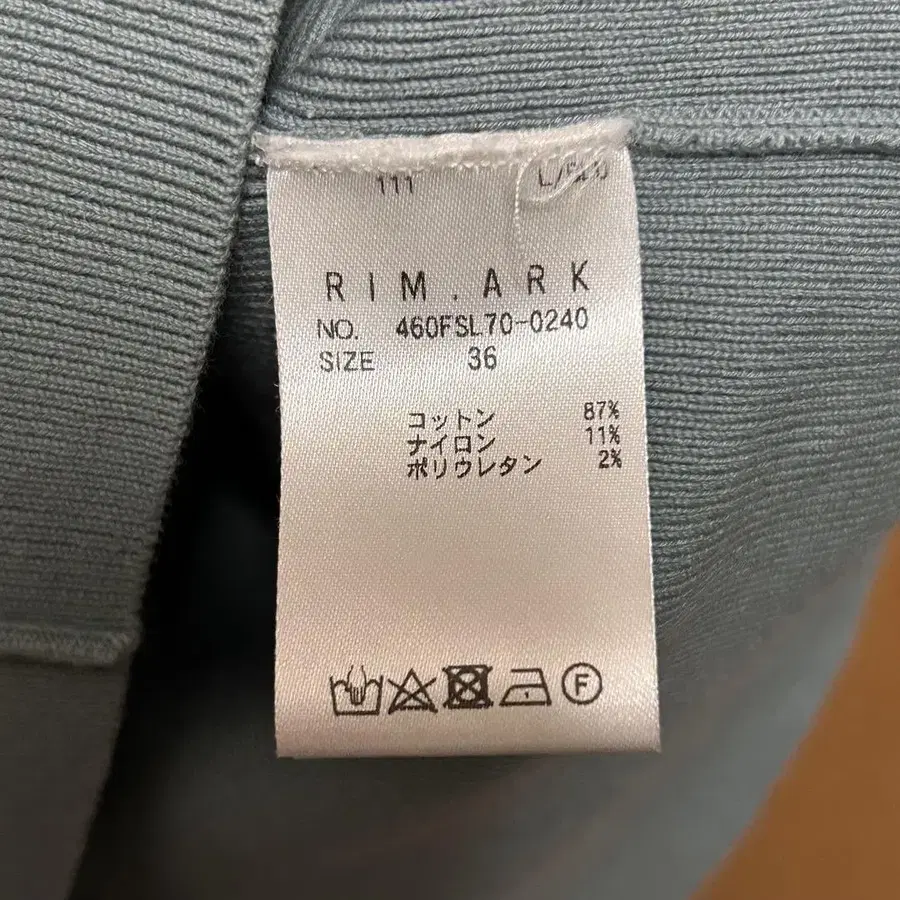 111 L/BLU
RIM.ARK
NO. 460FSL70-0240
SIZE 36
コットン 87%
ナイロン 11%
ポリウレタン 2%
F